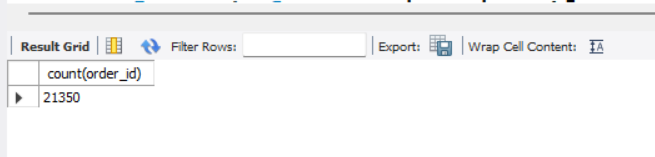 Result Grid Filter Rows: Export: Wrap Cell Content:
count(order_id)
21350